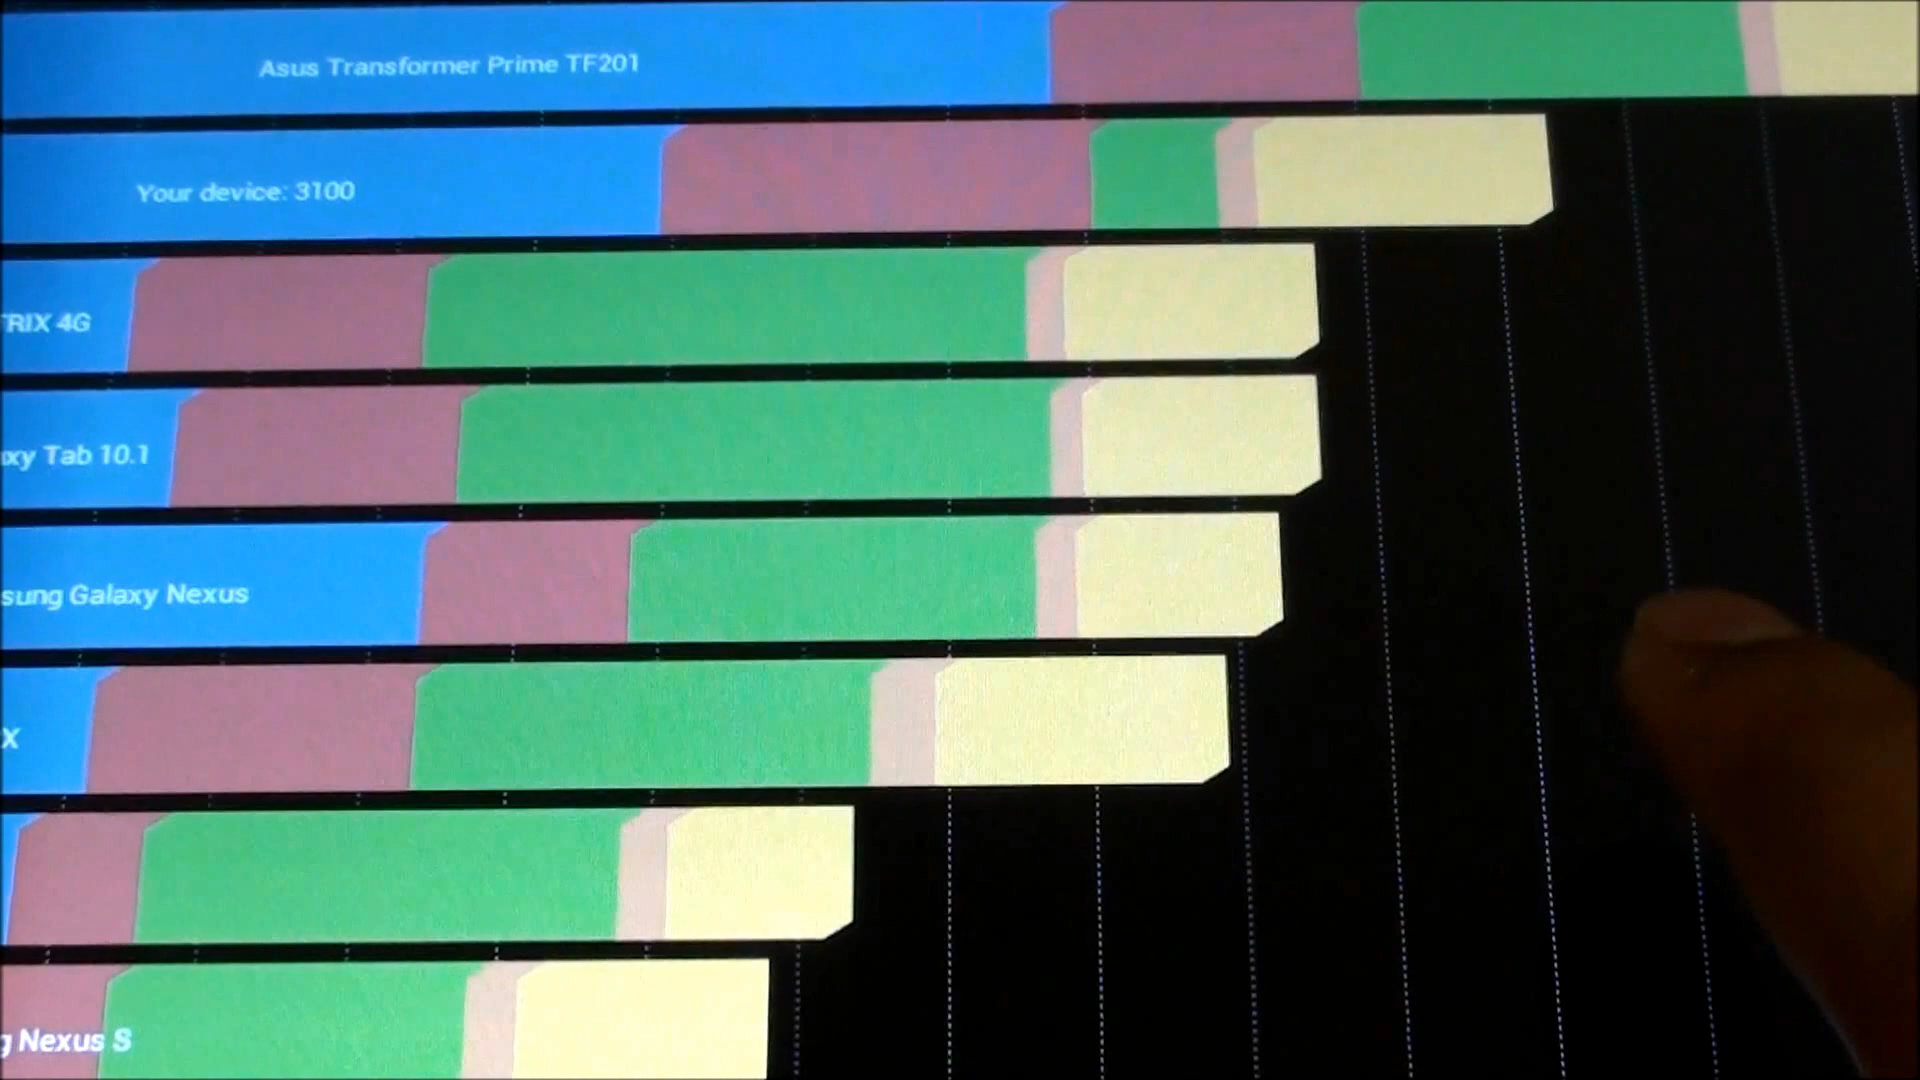 Asus Transformer Prime TF201
Your device: 3100
TRIX 4G
axy Tab 10.1
sung Galaxy Nexus
X
g Nexus S